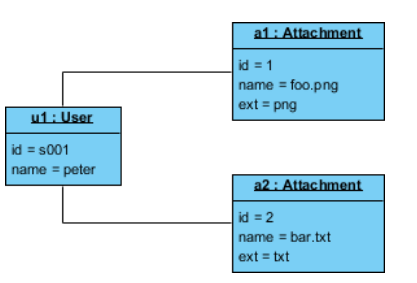 a1 : Attachment
id = 1
name = foo.png
ext = png
u1 : User
id = s001
name = peter
a2 : Attachment
id = 2
name = bar.txt
ext = txt